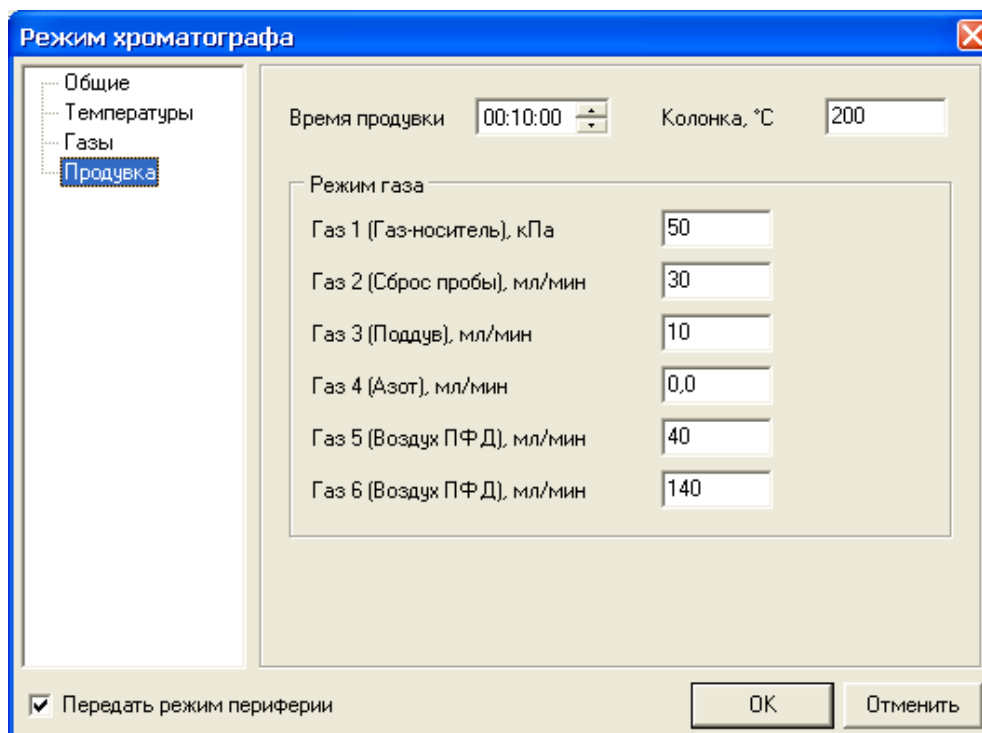 Режим хроматографа
Общие
Температуры
Газы
Продувка
Время продувки 00:10:00 Колонка, °C 200
Режим газа
Газ 1 (Газ-носитель), кПа 50
Газ 2 (Сброс пробы), мл/мин 30
Газ 3 (Поддув), мл/мин 10
Газ 4 (Азот), мл/мин 0,0
Газ 5 (Воздух ПФД), мл/мин 40
Газ 6 (Воздух ПФД), мл/мин 140
Передать режим периферии OK Отменить